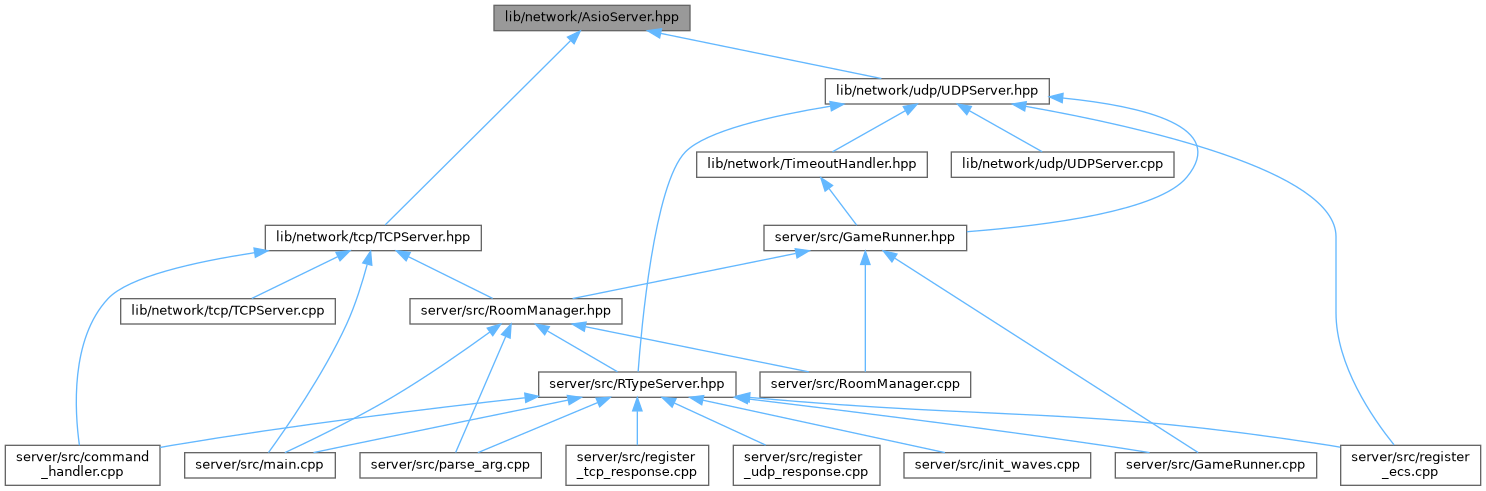 lib/network/AsioServer.hpp
lib/network/udp/UDPServer.hpp
lib/network/TimeoutHandler.hpp
lib/network/udp/UDPServer.cpp
lib/network/tcp/TCPServer.hpp
server/src/GameRunner.hpp
lib/network/tcp/TCPServer.cpp
server/src/RoomManager.hpp
server/src/RTypeServer.hpp
server/src/RoomManager.cpp
server/src/command
_handler.cpp
server/src/main.cpp
server/src/parse_arg.cpp
server/src/register
_tcp_response.cpp
server/src/register
_udp_response.cpp
server/src/init_waves.cpp
server/src/GameRunner.cpp
server/src/register
_ecs.cpp